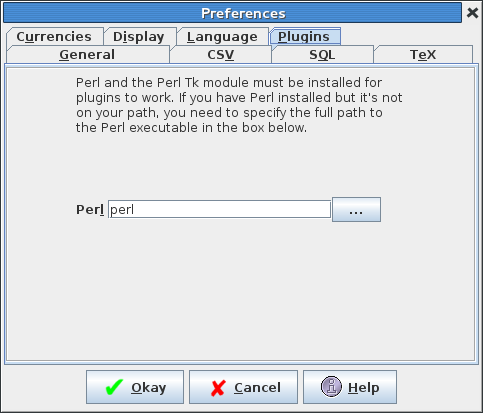 Preferences
Currencies Display Language Plugins
General CSV SQL TeX
Perl and the Perl Tk module must be installed for
plugins to work. If you have Perl installed but it's not
on your path, you need to specify the full path to
the Perl executable in the box below.
Perl perl ...
Okay Cancel Help